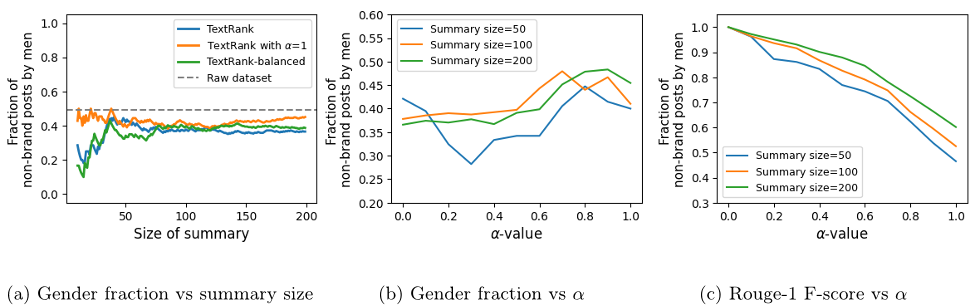 Fraction of
non-brand posts by men
1.0
0.8
0.6
0.4
0.2
0.0
TextRank
TextRank with α=1
TextRank-balanced
Raw dataset
50
100
150
200
Size of summary
(a) Gender fraction vs summary size
Fraction of
non-brand posts by men
0.60
0.55
0.50
0.45
0.40
0.35
0.30
0.25
0.20
Summary size=50
Summary size=100
Summary size=200
0.0
0.2
0.4
0.6
0.8
1.0
α-value
(b) Gender fraction vs α
Fraction of
non-brand posts by men
1.0
0.9
0.8
0.7
0.6
0.5
0.4
0.3
Summary size=50
Summary size=100
Summary size=200
0.0
0.2
0.4
0.6
0.8
1.0
α-value
(c) Rouge-1 F-score vs α